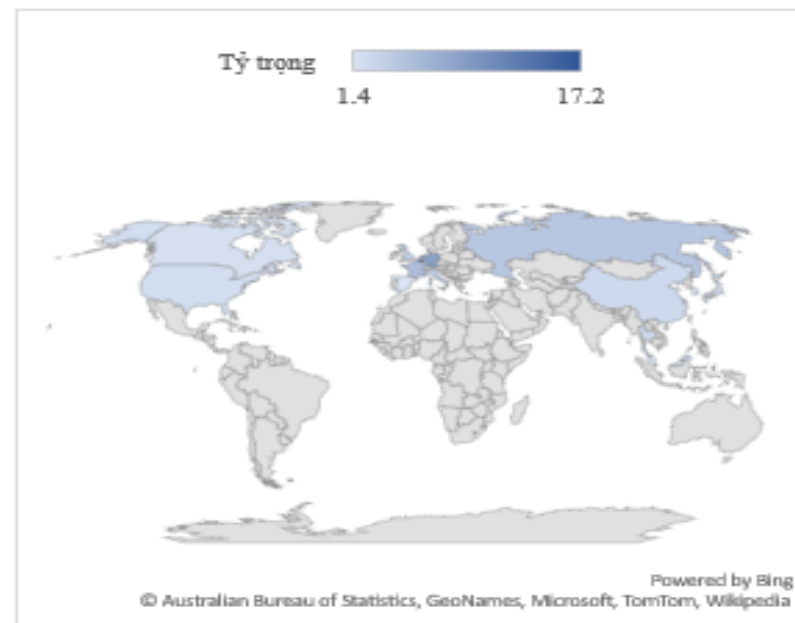 Tỷ trọng
1.4 17.2
Powered by Bing
© Australian Bureau of Statistics, GeoNames, Microsoft, TomTom, Wikipedia